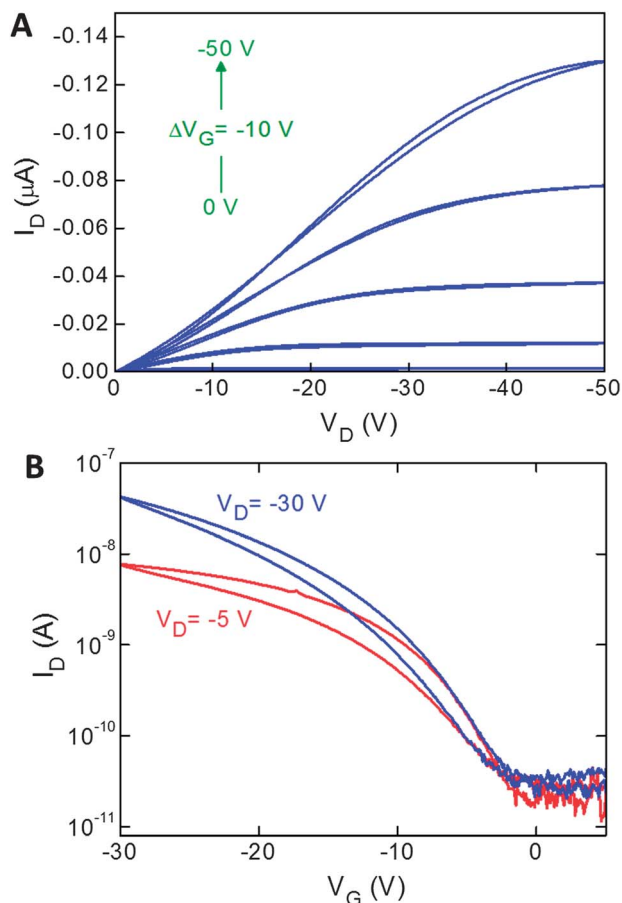 A
-0.14
-0.12
-0.10
-0.08
-0.06
-0.04
-0.02
0.00
I_D (μA)
-50 V
ΔV_G= -10 V
0 V
0 -10 -20 -30 -40 -50
V_D (V)
B
10^-7
10^-8
10^-9
10^-10
10^-11
I_D (A)
V_D= -30 V
V_D= -5 V
-30 -20 -10 0
V_G (V)